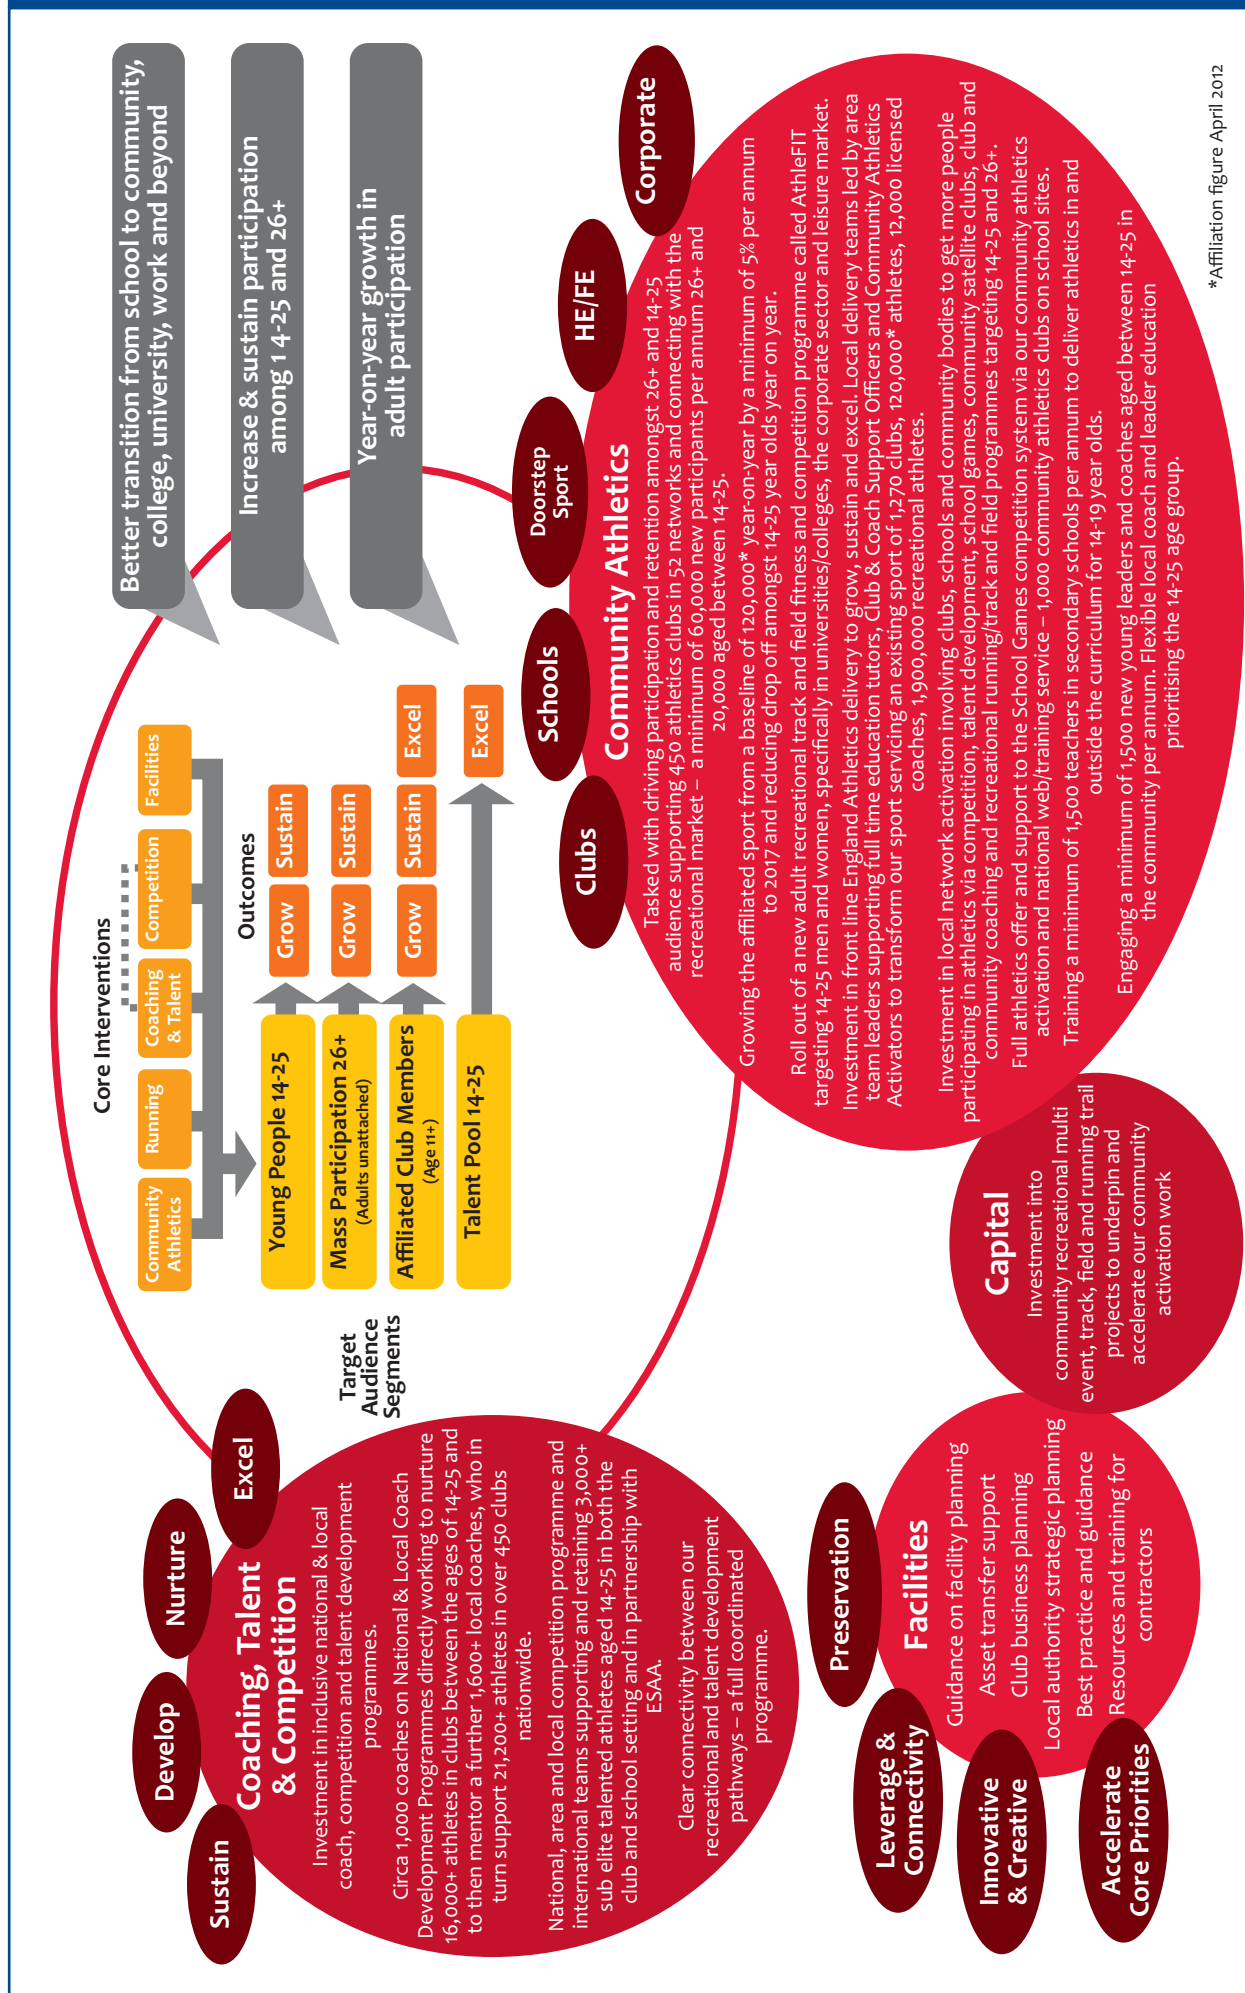 Better transition from school to community,
college, university, work and beyond
Increase & sustain participation
among 14-25 and 26+
Year-on-year growth in
adult participation
Core Interventions
Community
Athletics
Running
Coaching
& Talent
Competition
Facilities
Outcomes
Target
Audience
Segments
Young People 14-25
Grow
Sustain
Mass Participation 26+
(Adults unattached)
Grow
Sustain
Affiliated Club Members
(Age 11+)
Grow
Sustain
Excel
Talent Pool 14-25
Excel
Sustain
Develop
Nurture
Excel
Coaching, Talent
& Competition
Investment in inclusive national & local
coach, competition and talent development
programmes.
Circa 1,000 coaches on National & Local Coach
Development Programmes directly working to nurture
16,000+ athletes in clubs between the ages of 14-25 and
to them mentor a further 1,600+ local coaches, who in
turn support 21,200+ athletes in over 450 clubs
nationwide.
National, area and local competition programme and
international teams supporting and retaining 3,000+
sub elite talented athletes aged 14-25 in both the
club and school setting and in partnership with
ESAA.
Clear connectivity between our
recreational and talent development
pathways – a full coordinated
programme.
Clubs
Schools
Doorstep
Sport
HE/FE
Corporate
Community Athletics
Tasked with driving participation and retention amongst 26+ and 14-25
audience supporting 450 athletics clubs in 52 networks and connecting with the
recreational market – a minimum of 60,000 new participants per annum 26+ and
20,000 aged between 14-25.
Growing the affiliated sport from a baseline of 120,000* year-on-year by a minimum of 5% per annum
to 2017 and reducing drop off amongst 14-25 year olds year on year.
Roll out of a new adult recreational track and field fitness and competition programme called AthleFIT
targeting 14-25 men and women, specifically in universities/colleges, the corporate sector and leisure market.
Investment in front line England Athletics delivery to grow, sustain and excel. Local delivery teams led by area
team leaders supporting full time education tutors, Club & Coach Support Officers and Community Athletics
Activators to transform our sport servicing an existing sport of 1,270 clubs, 120,000* athletes, 12,000 licensed
coaches, 1,900,000 recreational athletes.
Investment in local network activation involving clubs, schools and community bodies to get more people
participating in athletics via competition, talent development, school games, community satellite clubs, club and
community coaching and recreational running/track and field programmes targeting 14-25 and 26+.
Full athletics offer and support to the School Games competition system via our community athletics
activation and national web/training service – 1,000 community athletics clubs on school sites.
Training a minimum of 1,500 teachers in secondary schools per annum to deliver athletics in and
outside the curriculum for 14-19 year olds.
Engaging a minimum of 1,500 new young leaders and coaches aged between 14-25 in
the community per annum. Flexible local coach and leader education
prioritising the 14-25 age group.
Preservation
Leverage &
Connectivity
Innovative
& Creative
Accelerate
Core Priorities
Facilities
Guidance on facility planning
Asset transfer support
Club business planning
Local authority strategic planning
Best practice and guidance
Resources and training for
contractors
Capital
Investment into
community recreational multi
event, track, field and running trail
projects to underpin and
accelerate our community
activation work
*Affiliation figure April 2012